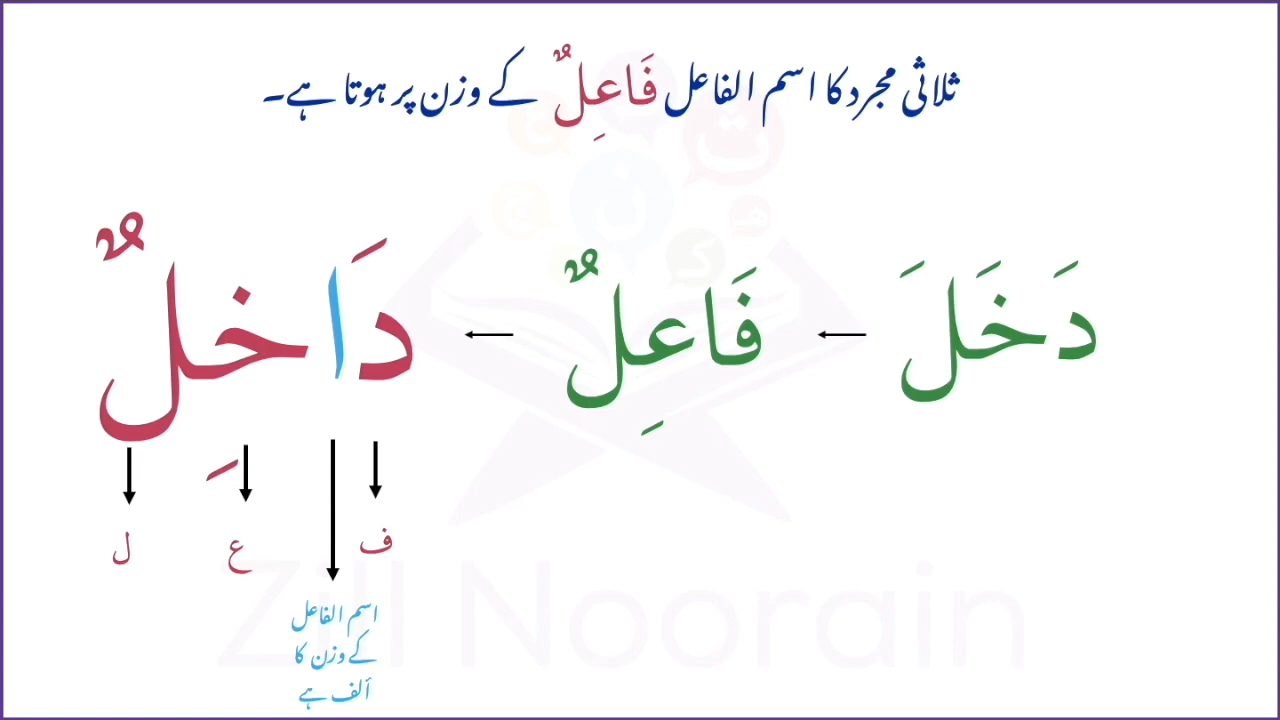 ثلاثی مجرد کا اسم الفاعل فَاعِلٌ کے وزن پر ہوتا ہے۔
دَخَلَ ← فَاعِلٌ ← دَاخِلٌ
ف ع ل
اسم الفاعل
کے وزن کا
ألف ہے
Zill Noorain